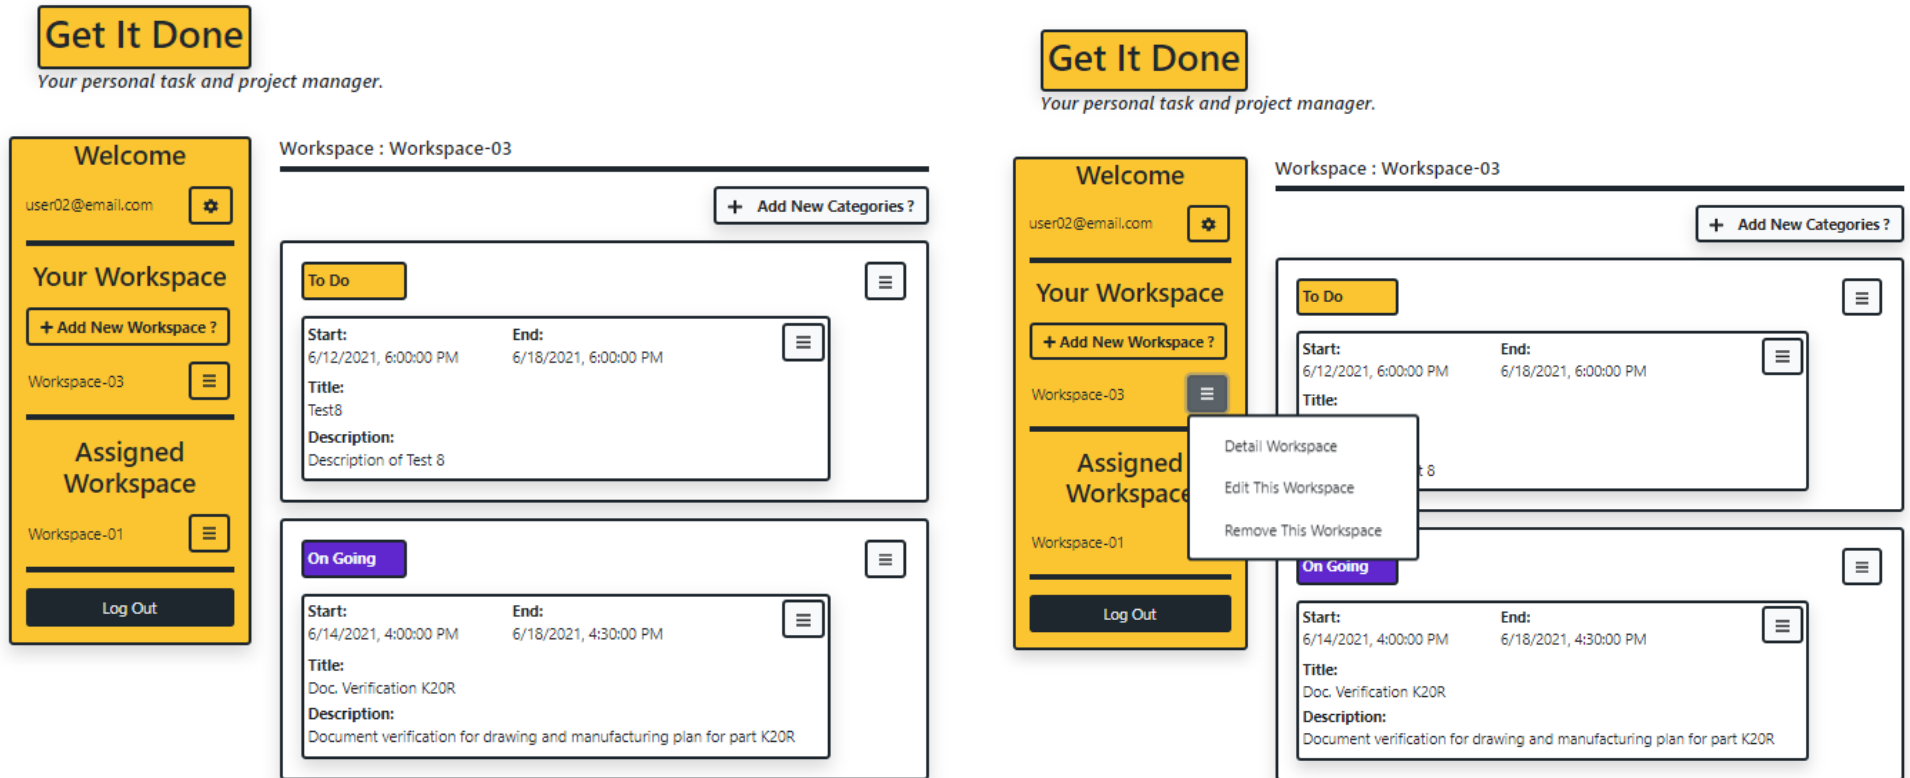 Get It Done
Your personal task and project manager.
Welcome
user02@email.com
Your Workspace
+ Add New Workspace ?
Workspace-03
Assigned
Workspace
Workspace-01
Log Out
Workspace : Workspace-03
+ Add New Categories ?
To Do
Start: End:
6/12/2021, 6:00:00 PM 6/18/2021, 6:00:00 PM
Title:
Test8
Description:
Description of Test 8
On Going
Start: End:
6/14/2021, 4:00:00 PM 6/18/2021, 4:30:00 PM
Title:
Doc. Verification K20R
Description:
Document verification for drawing and manufacturing plan for part K20R
Get It Done
Your personal task and project manager.
Welcome
user02@email.com
Your Workspace
+ Add New Workspace ?
Workspace-03
Detail Workspace
Edit This Workspace
Remove This Workspace
Assigned
Workspace
Workspace-01
Log Out
Workspace : Workspace-03
+ Add New Categories ?
To Do
Start: End:
6/12/2021, 6:00:00 PM 6/18/2021, 6:00:00 PM
Title:
8
On Going
Start: End:
6/14/2021, 4:00:00 PM 6/18/2021, 4:30:00 PM
Title:
Doc. Verification K20R
Description:
Document verification for drawing and manufacturing plan for part K20R